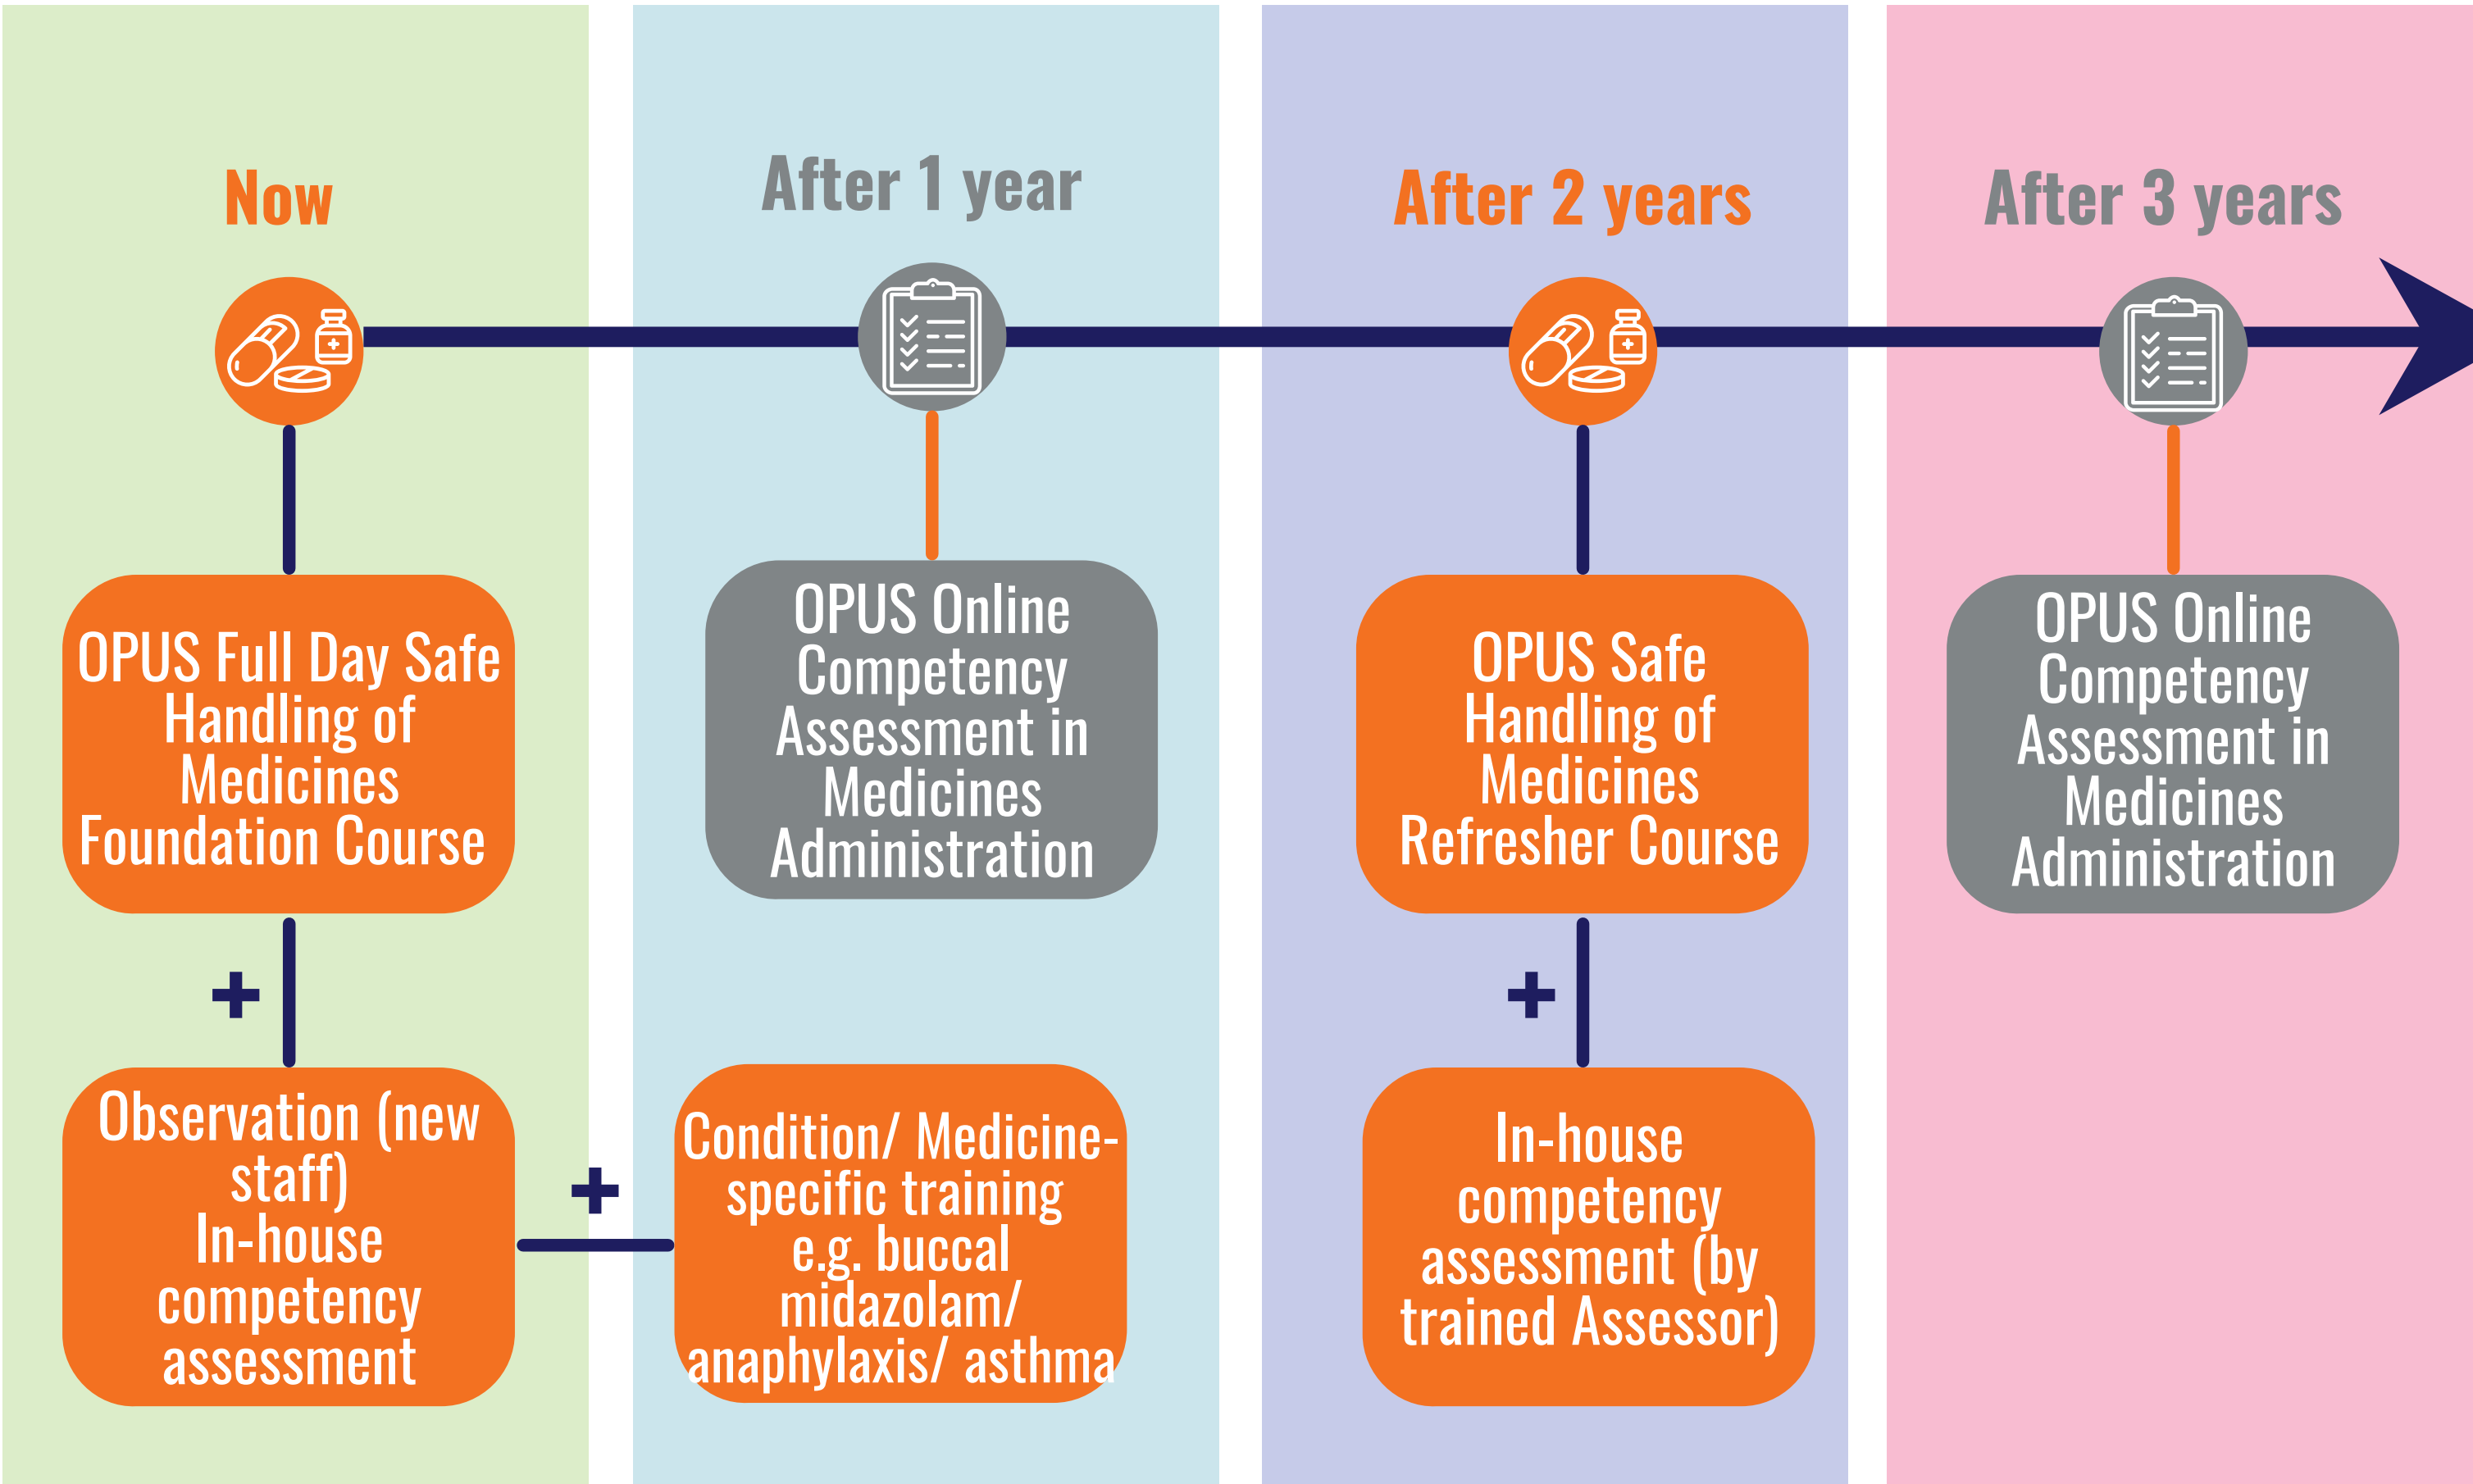 Now
After 1 year
After 2 years
After 3 years
OPUS Full Day Safe
Handling of
Medicines
Foundation Course
OPUS Online
Competency
Assessment in
Medicines
Administration
OPUS Safe
Handling of
Medicines
Refresher Course
OPUS Online
Competency
Assessment in
Medicines
Administration
+
+
Observation (new
staff)
In-house
competency
assessment
+
Condition/ Medicine-
specific training
e.g. buccal
midazolam/
anaphylaxis/ asthma
In-house
competency
assessment (by
trained Assessor)